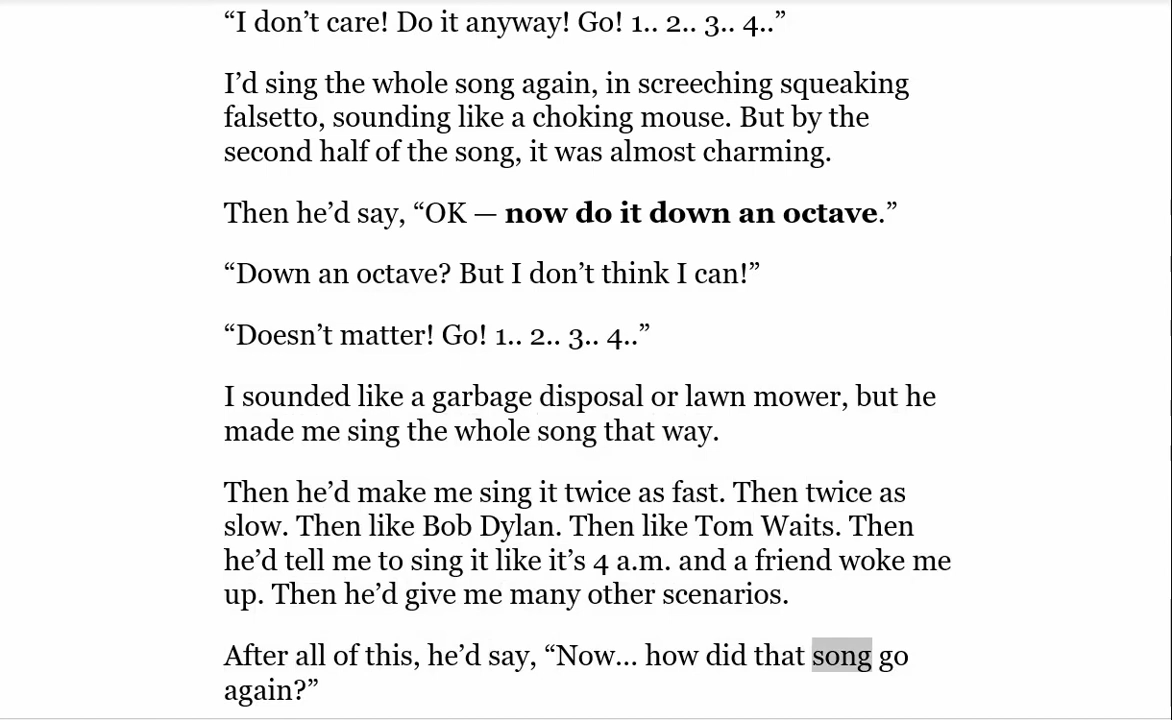 “I don’t care! Do it anyway! Go! 1.. 2.. 3.. 4..”
I’d sing the whole song again, in screeching squeaking
falsetto, sounding like a choking mouse. But by the
second half of the song, it was almost charming.
Then he’d say, “OK — now do it down an octave.”
“Down an octave? But I don’t think I can!”
“Doesn’t matter! Go! 1.. 2.. 3.. 4..”
I sounded like a garbage disposal or lawn mower, but he
made me sing the whole song that way.
Then he’d make me sing it twice as fast. Then twice as
slow. Then like Bob Dylan. Then like Tom Waits. Then
he’d tell me to sing it like it’s 4 a.m. and a friend woke me
up. Then he’d give me many other scenarios.
After all of this, he’d say, “Now… how did that song go
again?”